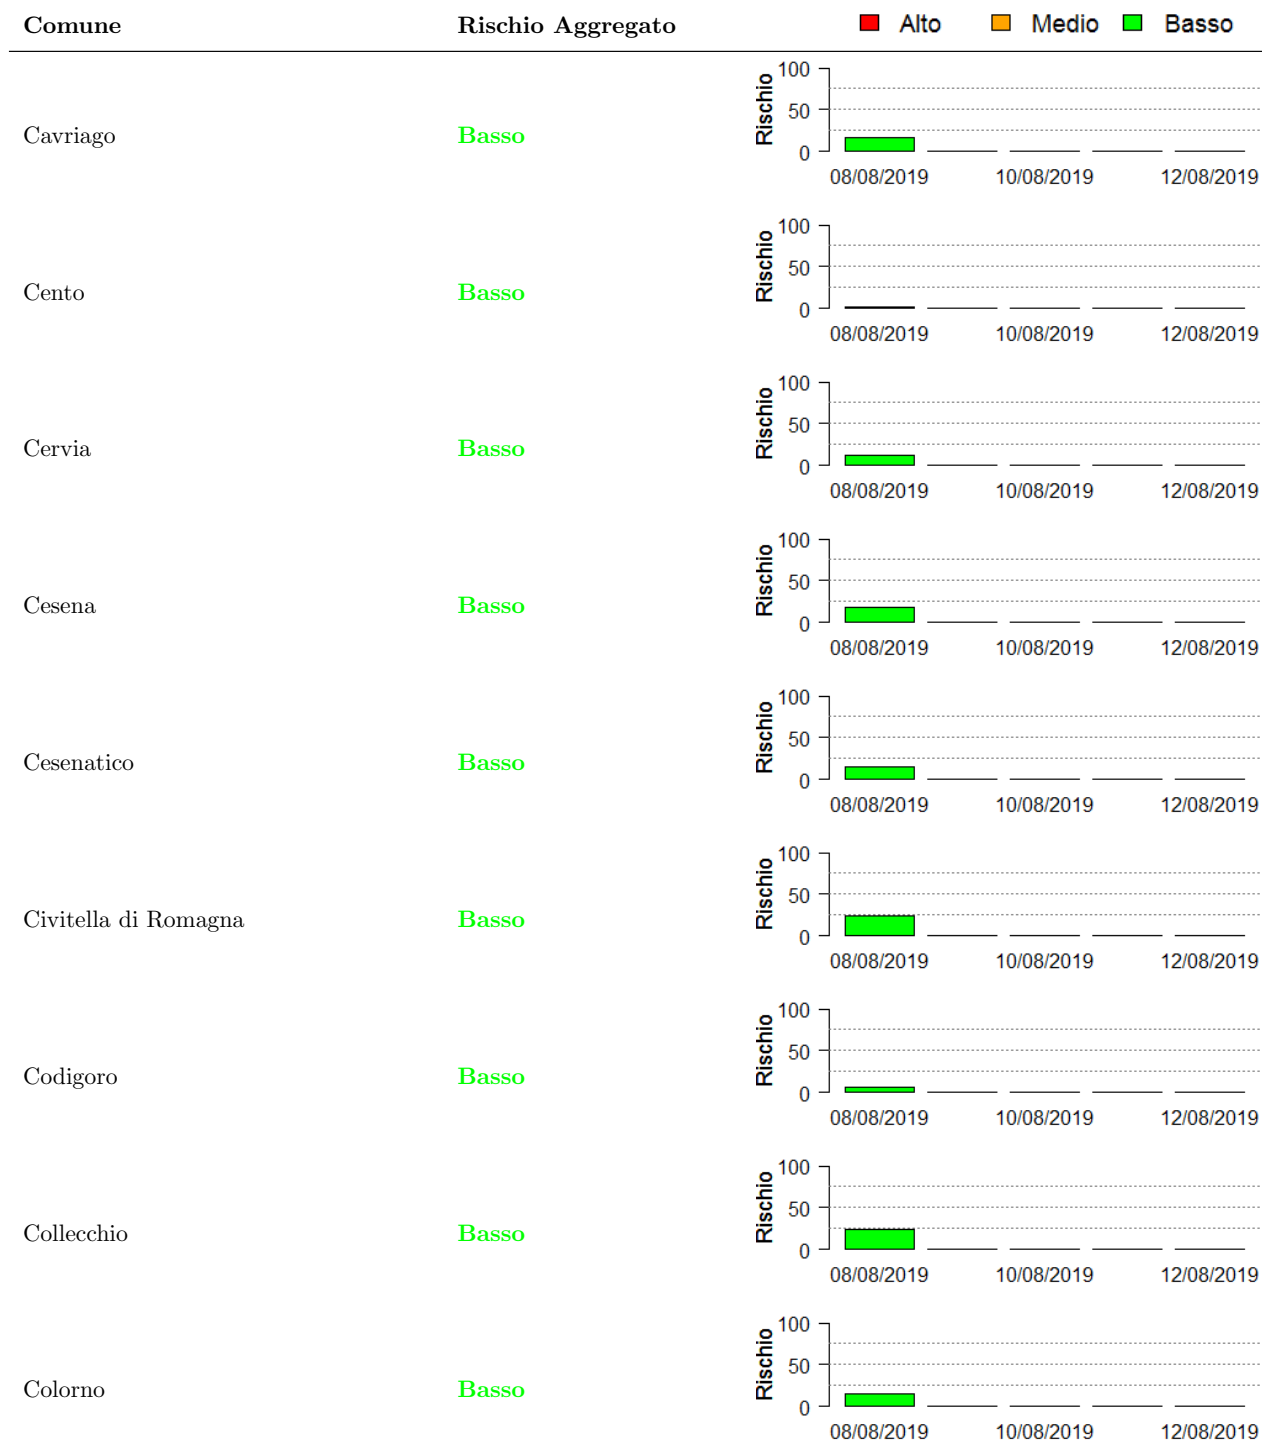 Comune Rischio Aggregato Alto Medio Basso
Cavriago Basso Rischio 100 50 0
08/08/2019 10/08/2019 12/08/2019
Cento Basso Rischio 100 50 0
08/08/2019 10/08/2019 12/08/2019
Cervia Basso Rischio 100 50 0
08/08/2019 10/08/2019 12/08/2019
Cesena Basso Rischio 100 50 0
08/08/2019 10/08/2019 12/08/2019
Cesenatico Basso Rischio 100 50 0
08/08/2019 10/08/2019 12/08/2019
Civitella di Romagna Basso Rischio 100 50 0
08/08/2019 10/08/2019 12/08/2019
Codigoro Basso Rischio 100 50 0
08/08/2019 10/08/2019 12/08/2019
Collecchio Basso Rischio 100 50 0
08/08/2019 10/08/2019 12/08/2019
Colorno Basso Rischio 100 50 0
08/08/2019 10/08/2019 12/08/2019